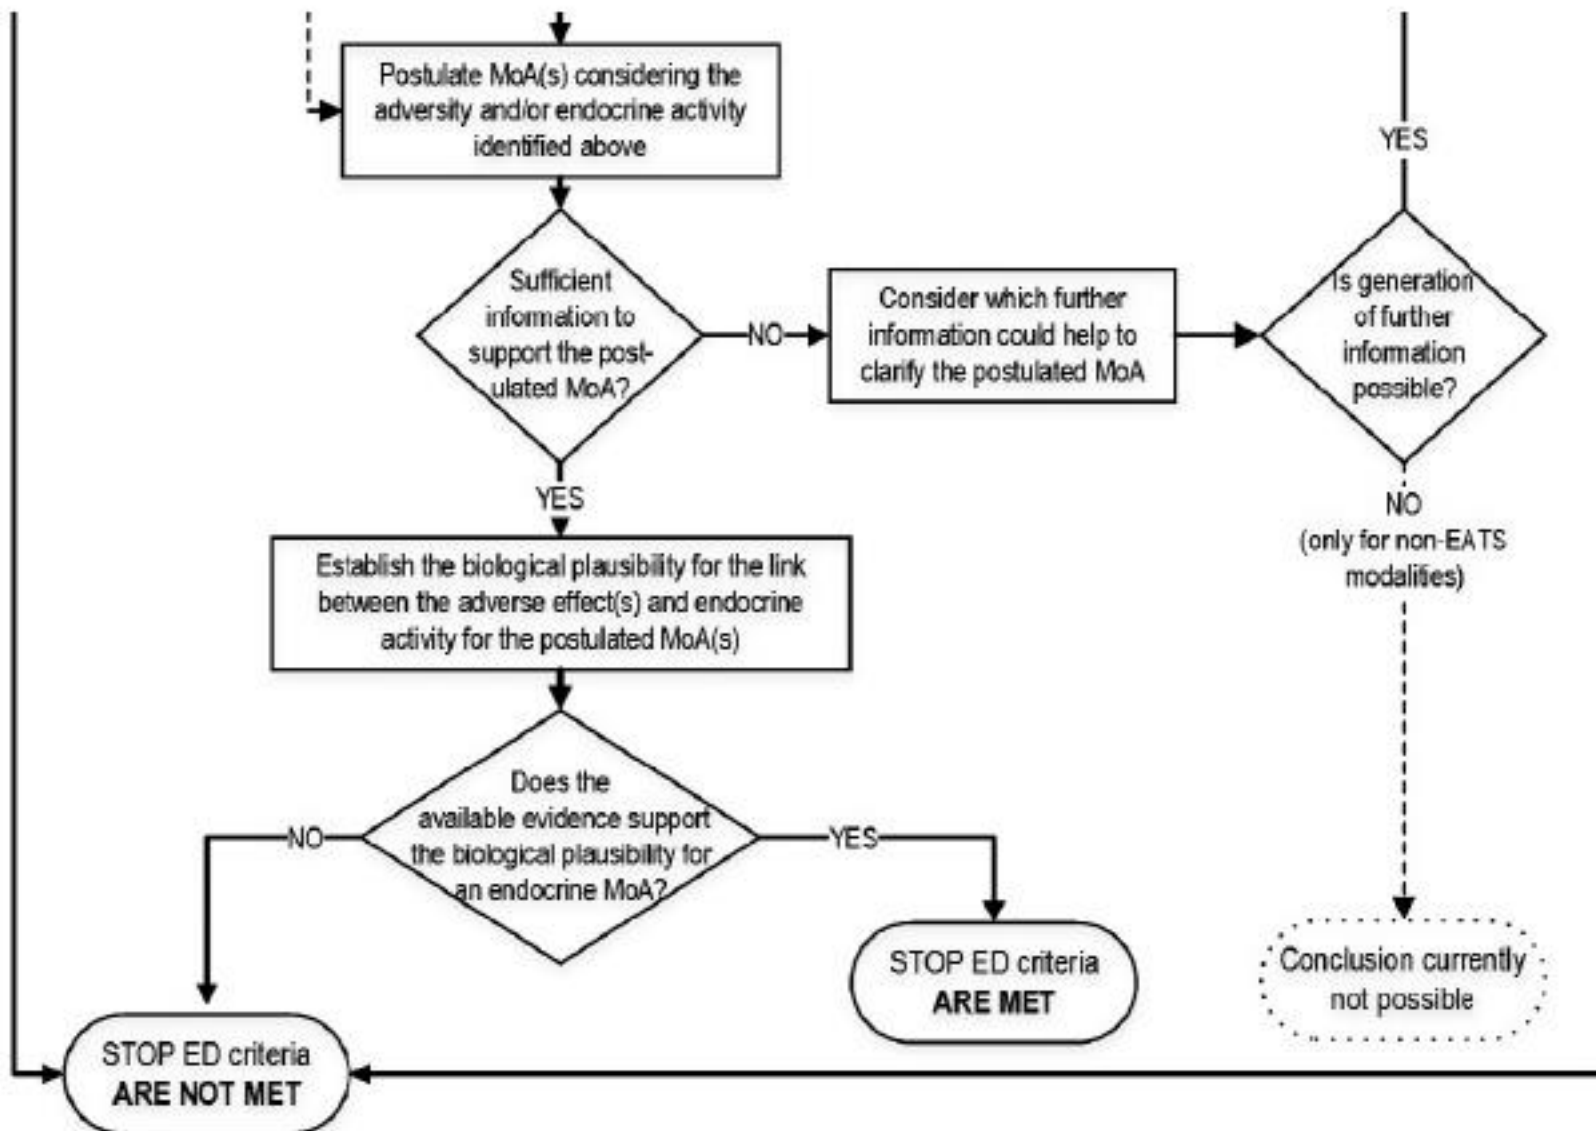 Postulate MoA(s) considering the
adversity and/or endocrine activity
identified above
YES
Sufficient
information to
support the post-
ulated MoA?
NO
Consider which further
information could help to
clarify the postulated MoA
Is generation
of further
information
possible?
YES
NO
(only for non-EATS
modalities)
Establish the biological plausibility for the link
between the adverse effect(s) and endocrine
activity for the postulated MoA(s)
Does the
available evidence support
the biological plausibility for
an endocrine MoA?
NO
YES
STOP ED criteria
ARE MET
Conclusion currently
not possible
STOP ED criteria
ARE NOT MET